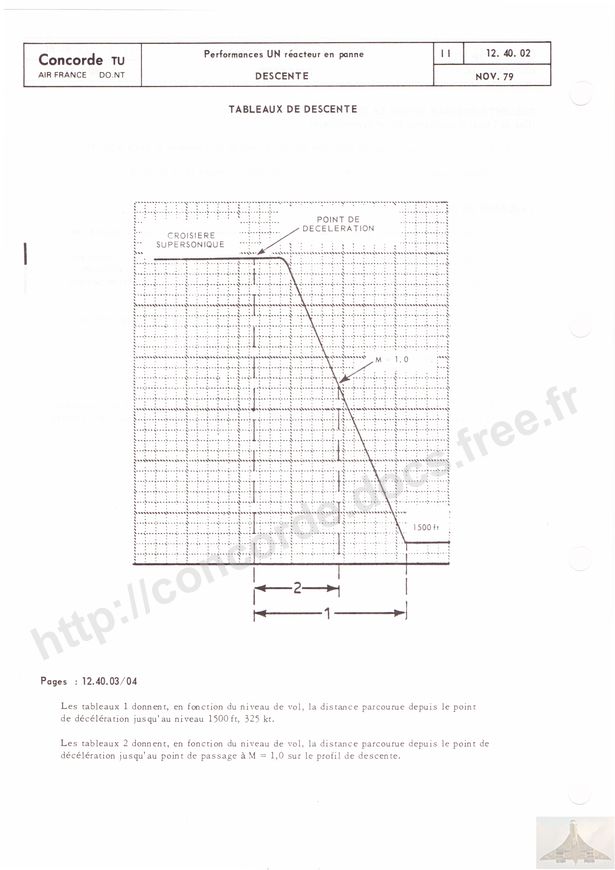 Concorde TU
AIR FRANCE DO.NT
Performances UN réacteur en panne
DESCENTE
11
12. 40. 02
NOV. 79
TABLEAUX DE DESCENTE
CROISIERE
SUPERSONIQUE
POINT DE
DECELERATION
M - 1,0
1500 ft
2
1
http://concorde.docs.free.fr
Pages : 12.40.03/04
Les tableaux 1 donnent, en fonction du niveau de vol, la distance parcourue depuis le point
de décélération jusqu'au niveau 1500 ft, 325 kt.
Les tableaux 2 donnent, en fonction du niveau de vol, la distance parcourue depuis le point de
décélération jusqu'au point de passage à M = 1,0 sur le profil de descente.